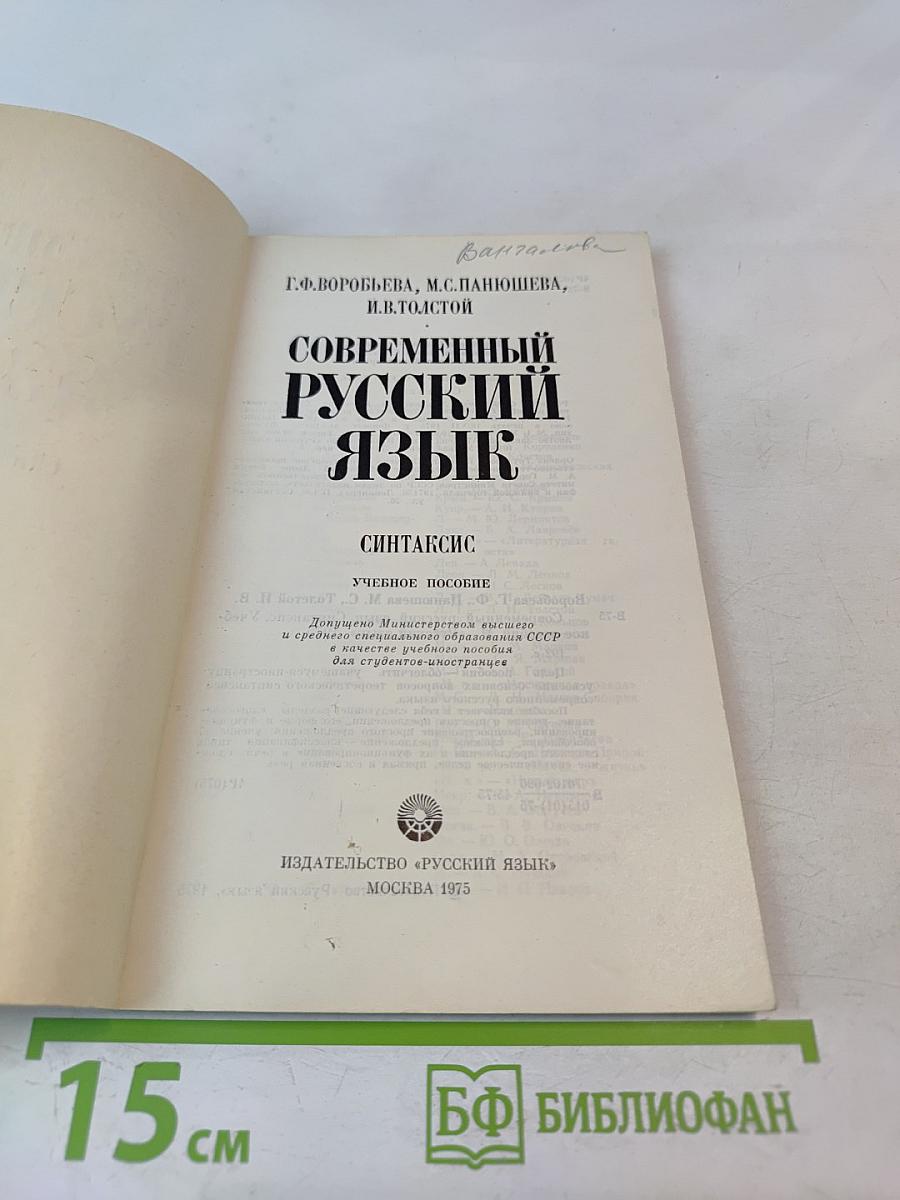 Г.Ф.ВОРОБЬЕВА, М.С.ПАНЮШЕВА,
И.В.ТОЛСТОЙ
СОВРЕМЕННЫЙ
РУССКИЙ
ЯЗЫК
СИНТАКСИС
УЧЕБНОЕ ПОСОБИЕ
Допущено Министерством высшего
и среднего специального образования СССР
в качестве учебного пособия
для студентов-иностранцев
ИЗДАТЕЛЬСТВО «РУССКИЙ ЯЗЫК»
МОСКВА 1975
15 см
БФ БИБЛИОФАН